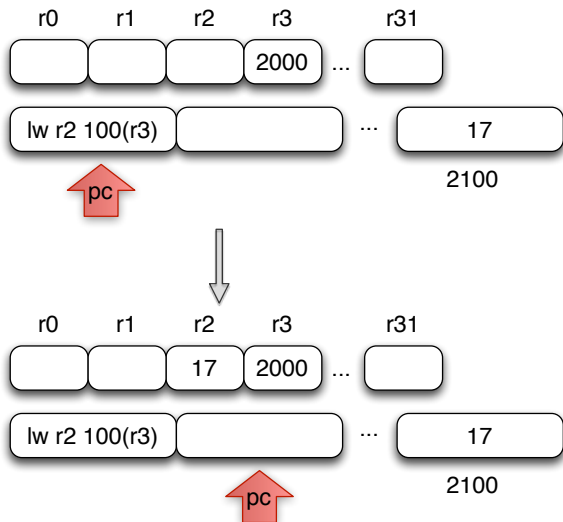 r0 r1 r2 r3 r31
2000 ...
lw r2 100(r3) ... 17
pc 2100
r0 r1 r2 r3 r31
17 2000 ...
lw r2 100(r3) ... 17
pc 2100